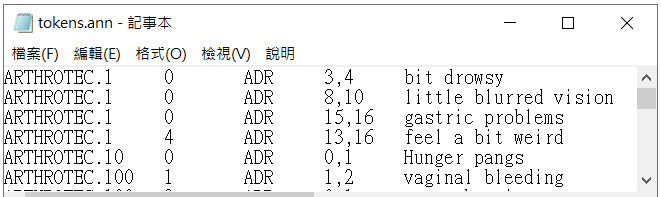 tokens.ann - 記事本
檔案(F) 編輯(E) 格式(O) 檢視(V) 說明
ARTHROTEC.1 0 ADR 3,4 bit drowsy
ARTHROTEC.1 0 ADR 8,10 little blurred vision
ARTHROTEC.1 0 ADR 15,16 gastric problems
ARTHROTEC.1 4 ADR 13,16 feel a bit weird
ARTHROTEC.10 0 ADR 0,1 Hunger pangs
ARTHROTEC.100 1 ADR 1,2 vaginal bleeding